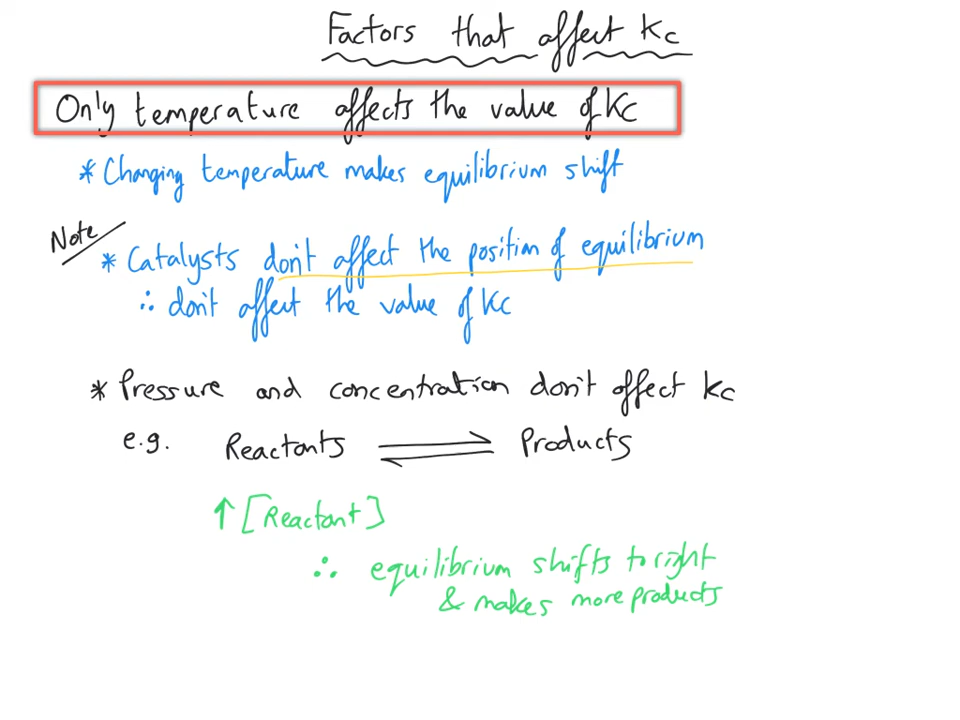 Factors that affect Kc
Only temperature affects the value of Kc
* Changing temperature makes equilibrium shift
Note
* Catalysts don't affect the position of equilibrium
∴ don't affect the value of Kc
* Pressure and concentration don't affect Kc
e.g. Reactants ⇌ Products
↑ [Reactant]
∴ equilibrium shifts to right
& makes more products